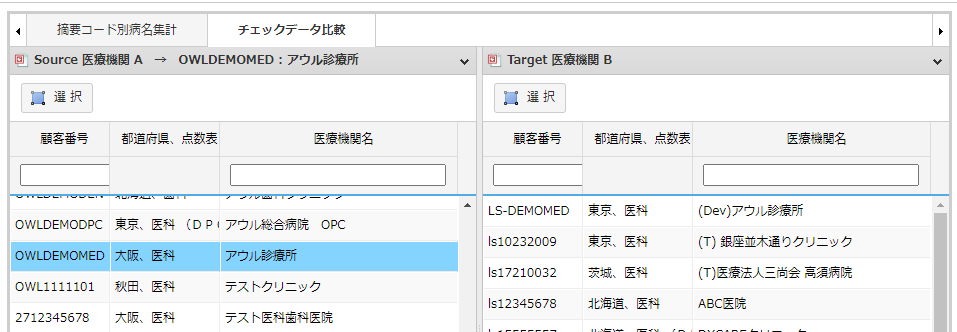 摘要コード別病名集計 チェックデータ比較
Source 医療機関 A → OWLDEMOMED : アウル診療所
選 択
顧客番号 都道府県、点数表 医療機関名
OWLDEMODPC 東京、医科 （ＤＰ アウル総合病院 OPC
OWLDEMOMED 大阪、医科 アウル診療所
OWL1111101 秋田、医科 テストクリニック
2712345678 大阪、医科 テスト医科歯科医院
Target 医療機関 B
選 択
顧客番号 都道府県、点数表 医療機関名
LS-DEMOMED 東京、医科 (Dev)アウル診療所
ls10232009 東京、医科 (T) 銀座並木通りクリニック
ls17210032 茨城、医科 (T)医療法人三尚会 高須病院
ls12345678 北海道、医科 ABC医院